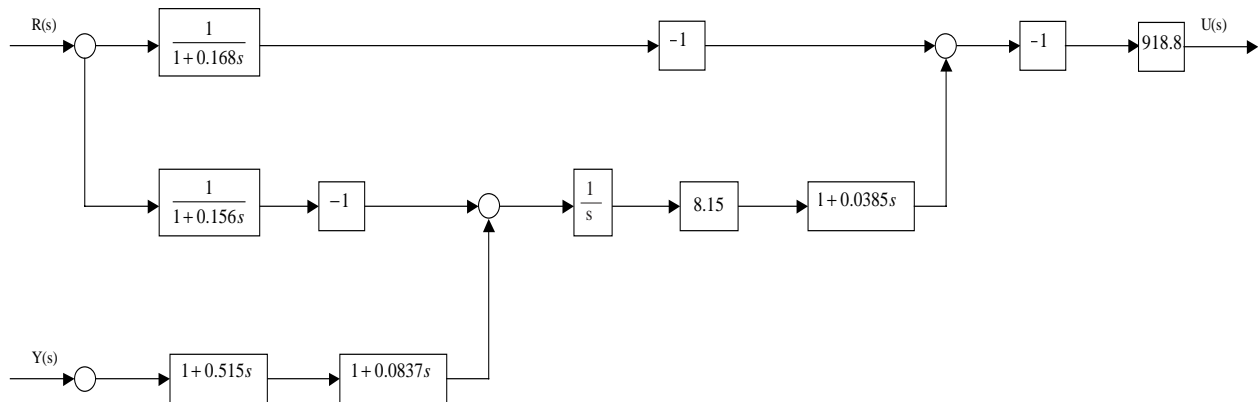 R(s)
1
1+0.168s
−1
−1
918.8
U(s)
1
1+0.156s
−1
1
s
8.15
1+0.0385s
Y(s)
1+0.515s
1+0.0837s